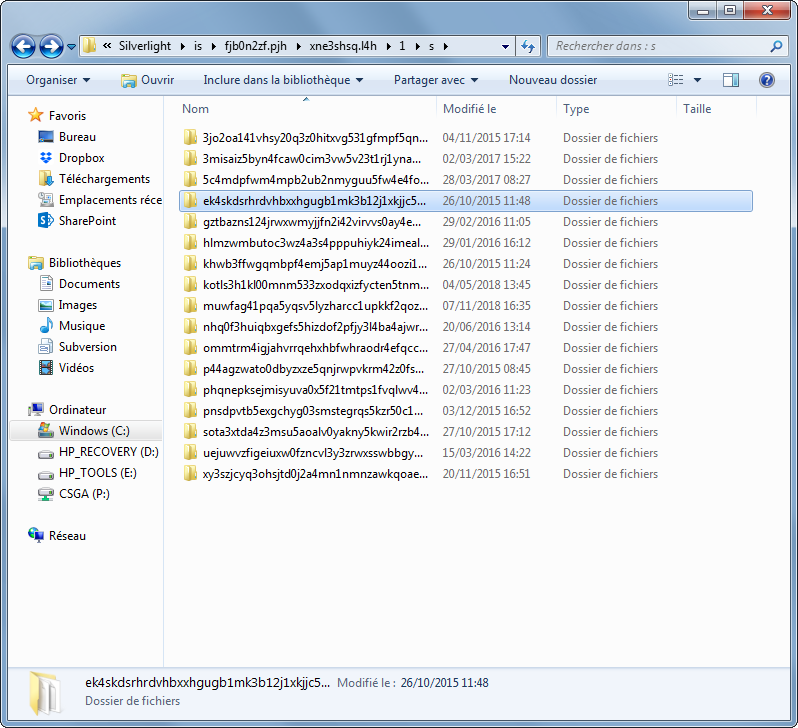 « Silverlight ▸ is ▸ fjb0n2zf.pjh ▸ xne3shsq.l4h ▸ 1 ▸ s ▸
Rechercher dans : s
Organiser Ouvrir Inclure dans la bibliothèque Partager avec Nouveau dossier
Nom Modifié le Type Taille
Favoris
Bureau
Dropbox
Téléchargements
Emplacements réce
SharePoint
Bibliothèques
Documents
Images
Musique
Subversion
Vidéos
Ordinateur
Windows (C:)
HP_RECOVERY (D:)
HP_TOOLS (E:)
CSGA (P:)
Réseau
3jo2oa141vhsy20q3z0hitxvg531gfmpf5qn... 04/11/2015 17:14 Dossier de fichiers
3misaiz5byn4fcaw0cim3vw5v23t1rj1yna... 02/03/2017 15:22 Dossier de fichiers
5c4mdpfwm4mpb2ub2nmyguu5fw4e4fo... 28/03/2017 08:27 Dossier de fichiers
ek4skdsrhrdvhbxxhgugb1mk3b12j1xkjjc5... 26/10/2015 11:48 Dossier de fichiers
gztbazns124jrwxwmyjjfn2i42virvvs0ay4e... 29/02/2016 11:05 Dossier de fichiers
hlmzwmbutoc3wz4a3s4pppuhiyk24imeal... 29/01/2016 16:12 Dossier de fichiers
khwb3ffwgqmbpf4emj5ap1muyz44oozi1... 26/10/2015 11:24 Dossier de fichiers
kotls3h1kl00mnm533zxodqxizfycten5tnm... 04/05/2018 13:45 Dossier de fichiers
muwfag41pqa5yqsv5lyzharcc1upkkf2qoz... 07/11/2018 16:35 Dossier de fichiers
nhq0f3huiqbxgefs5hizdof2pfjy3l4ba4ajwr... 20/06/2016 13:14 Dossier de fichiers
ommtrm4igjahvrrqehxhbfwhraodr4efqcc... 27/04/2016 17:47 Dossier de fichiers
p44agzwato0dbyzxze5qnjrwpvkrm42z0fs... 27/10/2015 08:45 Dossier de fichiers
phqnepksejmisyuva0x5f21tmtps1fvqlwv4... 02/03/2016 11:23 Dossier de fichiers
pnsdpvtb5exgchyg03smstegrqs5kzr50c1... 03/12/2015 16:52 Dossier de fichiers
sota3xtda4z3msu5aoalv0yakny5kwir2rzb4... 27/10/2015 17:12 Dossier de fichiers
uejuwvzfigeiuxw0fzncvl3y3zrwxsswbbgy... 15/03/2016 14:22 Dossier de fichiers
xy3szjcyq3ohsjtd0j2a4mn1nmnzawkqoae... 20/11/2015 16:51 Dossier de fichiers
ek4skdsrhrdvhbxxhgugb1mk3b12j1xkjjc5... Modifié le : 26/10/2015 11:48
Dossier de fichiers